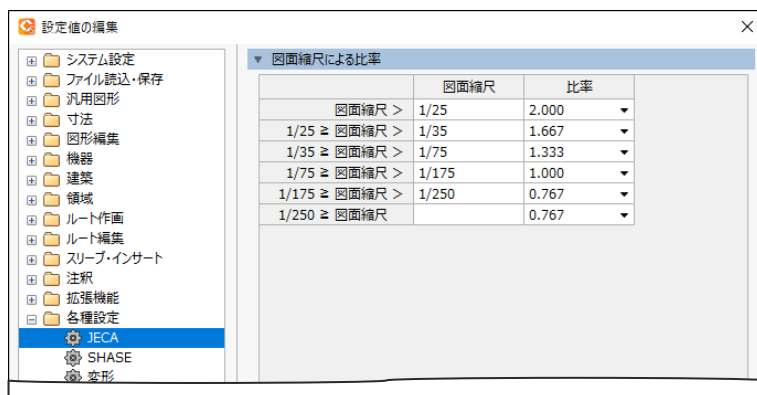 設定値の編集
システム設定
ファイル読込・保存
汎用図形
寸法
図形編集
機器
建築
領域
ルート作画
ルート編集
スリーブ・インサート
注釈
拡張機能
各種設定
JECA
SHASE
変形
図面縮尺による比率
図面縮尺 比率
図面縮尺 > 1/25 2.000
1/25 ≧ 図面縮尺 > 1/35 1.667
1/35 ≧ 図面縮尺 > 1/75 1.333
1/75 ≧ 図面縮尺 > 1/175 1.000
1/175 ≧ 図面縮尺 > 1/250 0.767
1/250 ≧ 図面縮尺 0.767